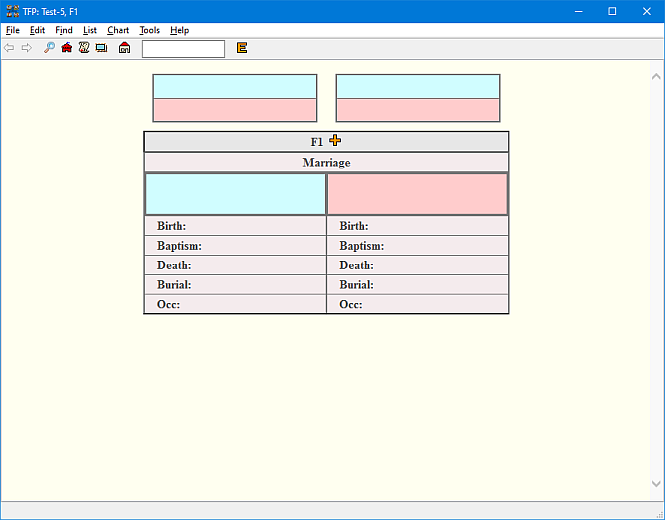 TFP: Test-5, F1
File Edit Find List Chart Tools Help
E
F1
Marriage
Birth: Birth:
Baptism: Baptism:
Death: Death:
Burial: Burial:
Occ: Occ: